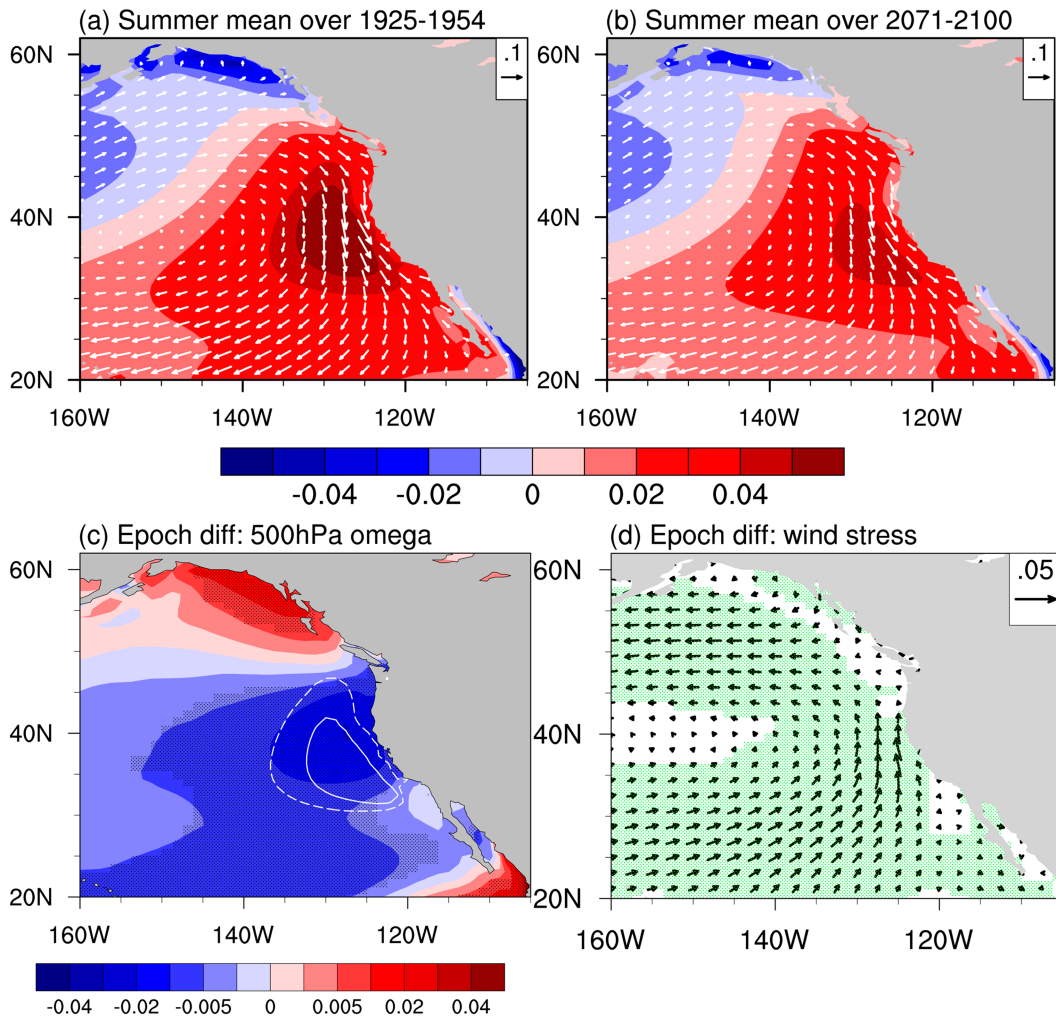 (a) Summer mean over 1925-1954
(b) Summer mean over 2071-2100
.1
.1
60N
60N
40N
40N
20N
20N
160W 140W 120W
160W 140W 120W
-0.04 -0.02 0 0.02 0.04
(c) Epoch diff: 500hPa omega
(d) Epoch diff: wind stress
.05
60N
60N
40N
40N
20N
20N
160W 140W 120W
160W 140W 120W
-0.04 -0.02 -0.005 0 0.005 0.02 0.04